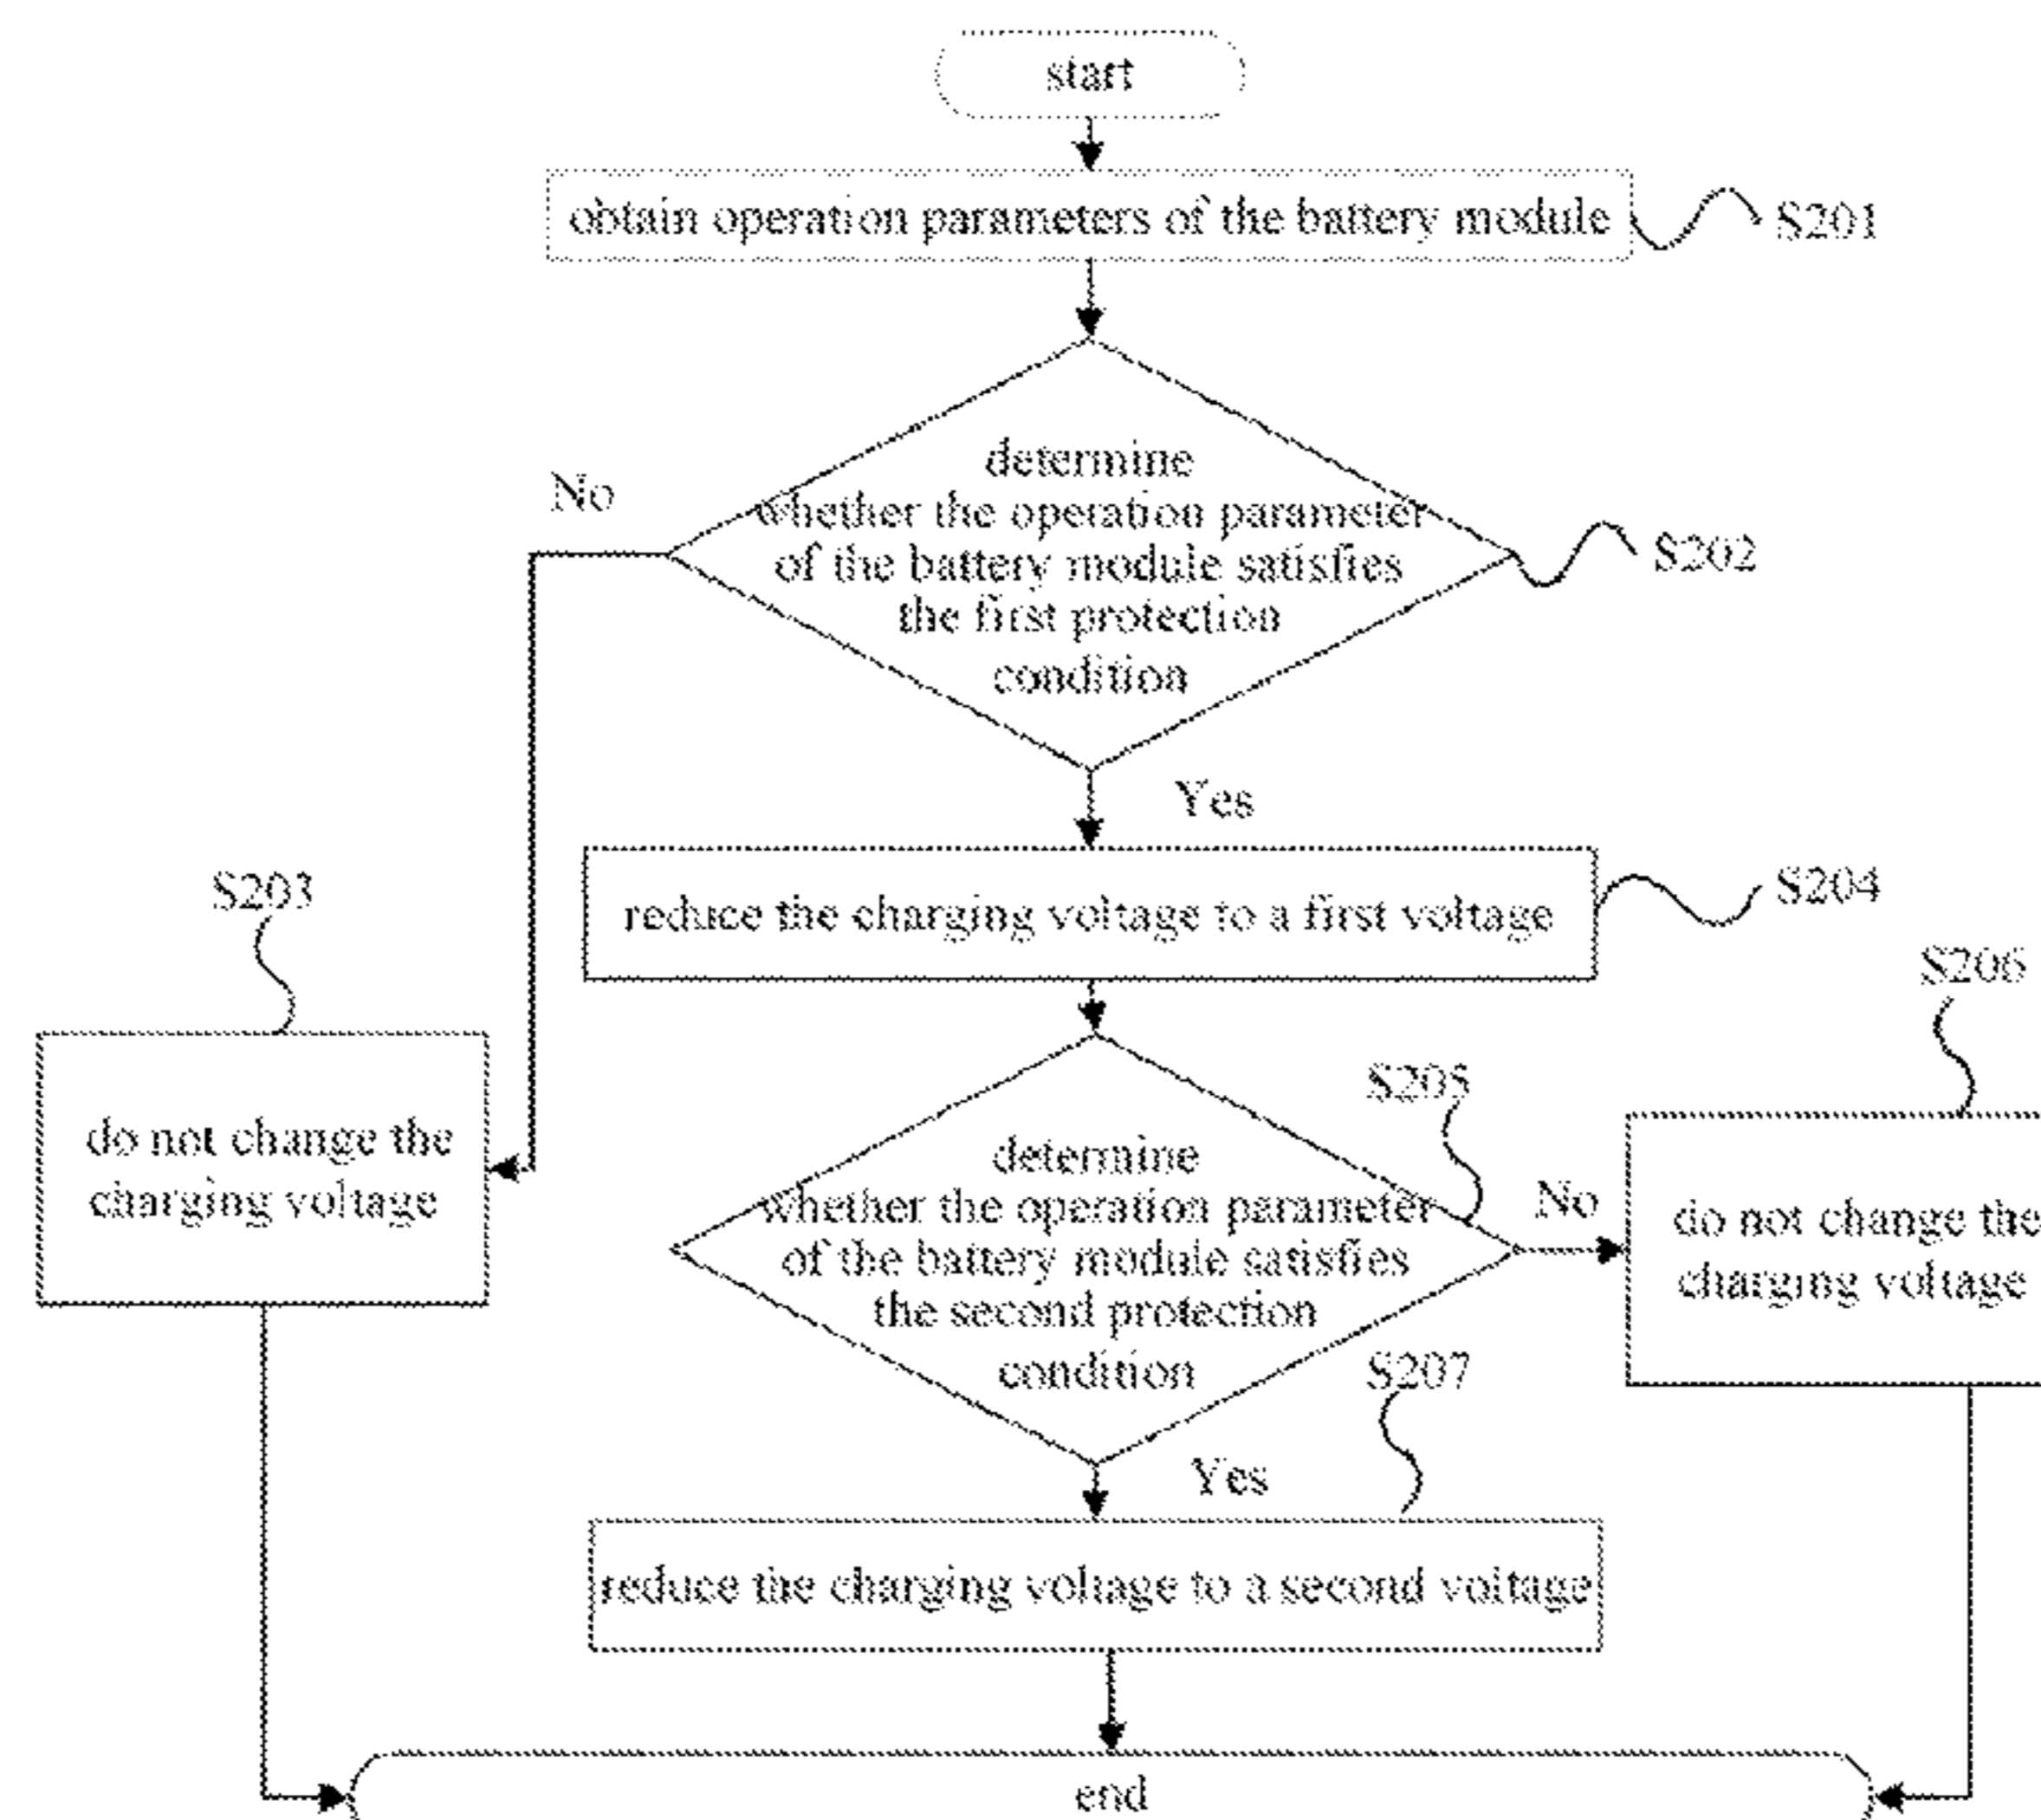 start
obtain operation parameters of the battery module
S201
determine
whether the operation parameter
of the battery module satisfies
the first protection
condition
No
S202
Yes
reduce the charging voltage to a first voltage
S204
S203
do not change the
charging voltage
S206
S205
determine
whether the operation parameter
of the battery module satisfies
the second protection
condition
No
do not change the
charging voltage
S207
Yes
reduce the charging voltage to a second voltage
end